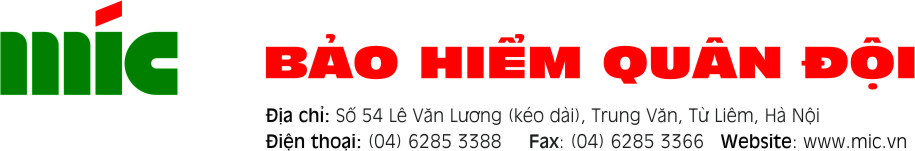 míc
BẢO HIỂM QUÂN ĐỘI
Địa chỉ: Số 54 Lê Văn Lương (kéo dài), Trung Văn, Từ Liêm, Hà Nội
Điện thoại: (04) 6285 3388 Fax: (04) 6285 3366 Website: www.mic.vn